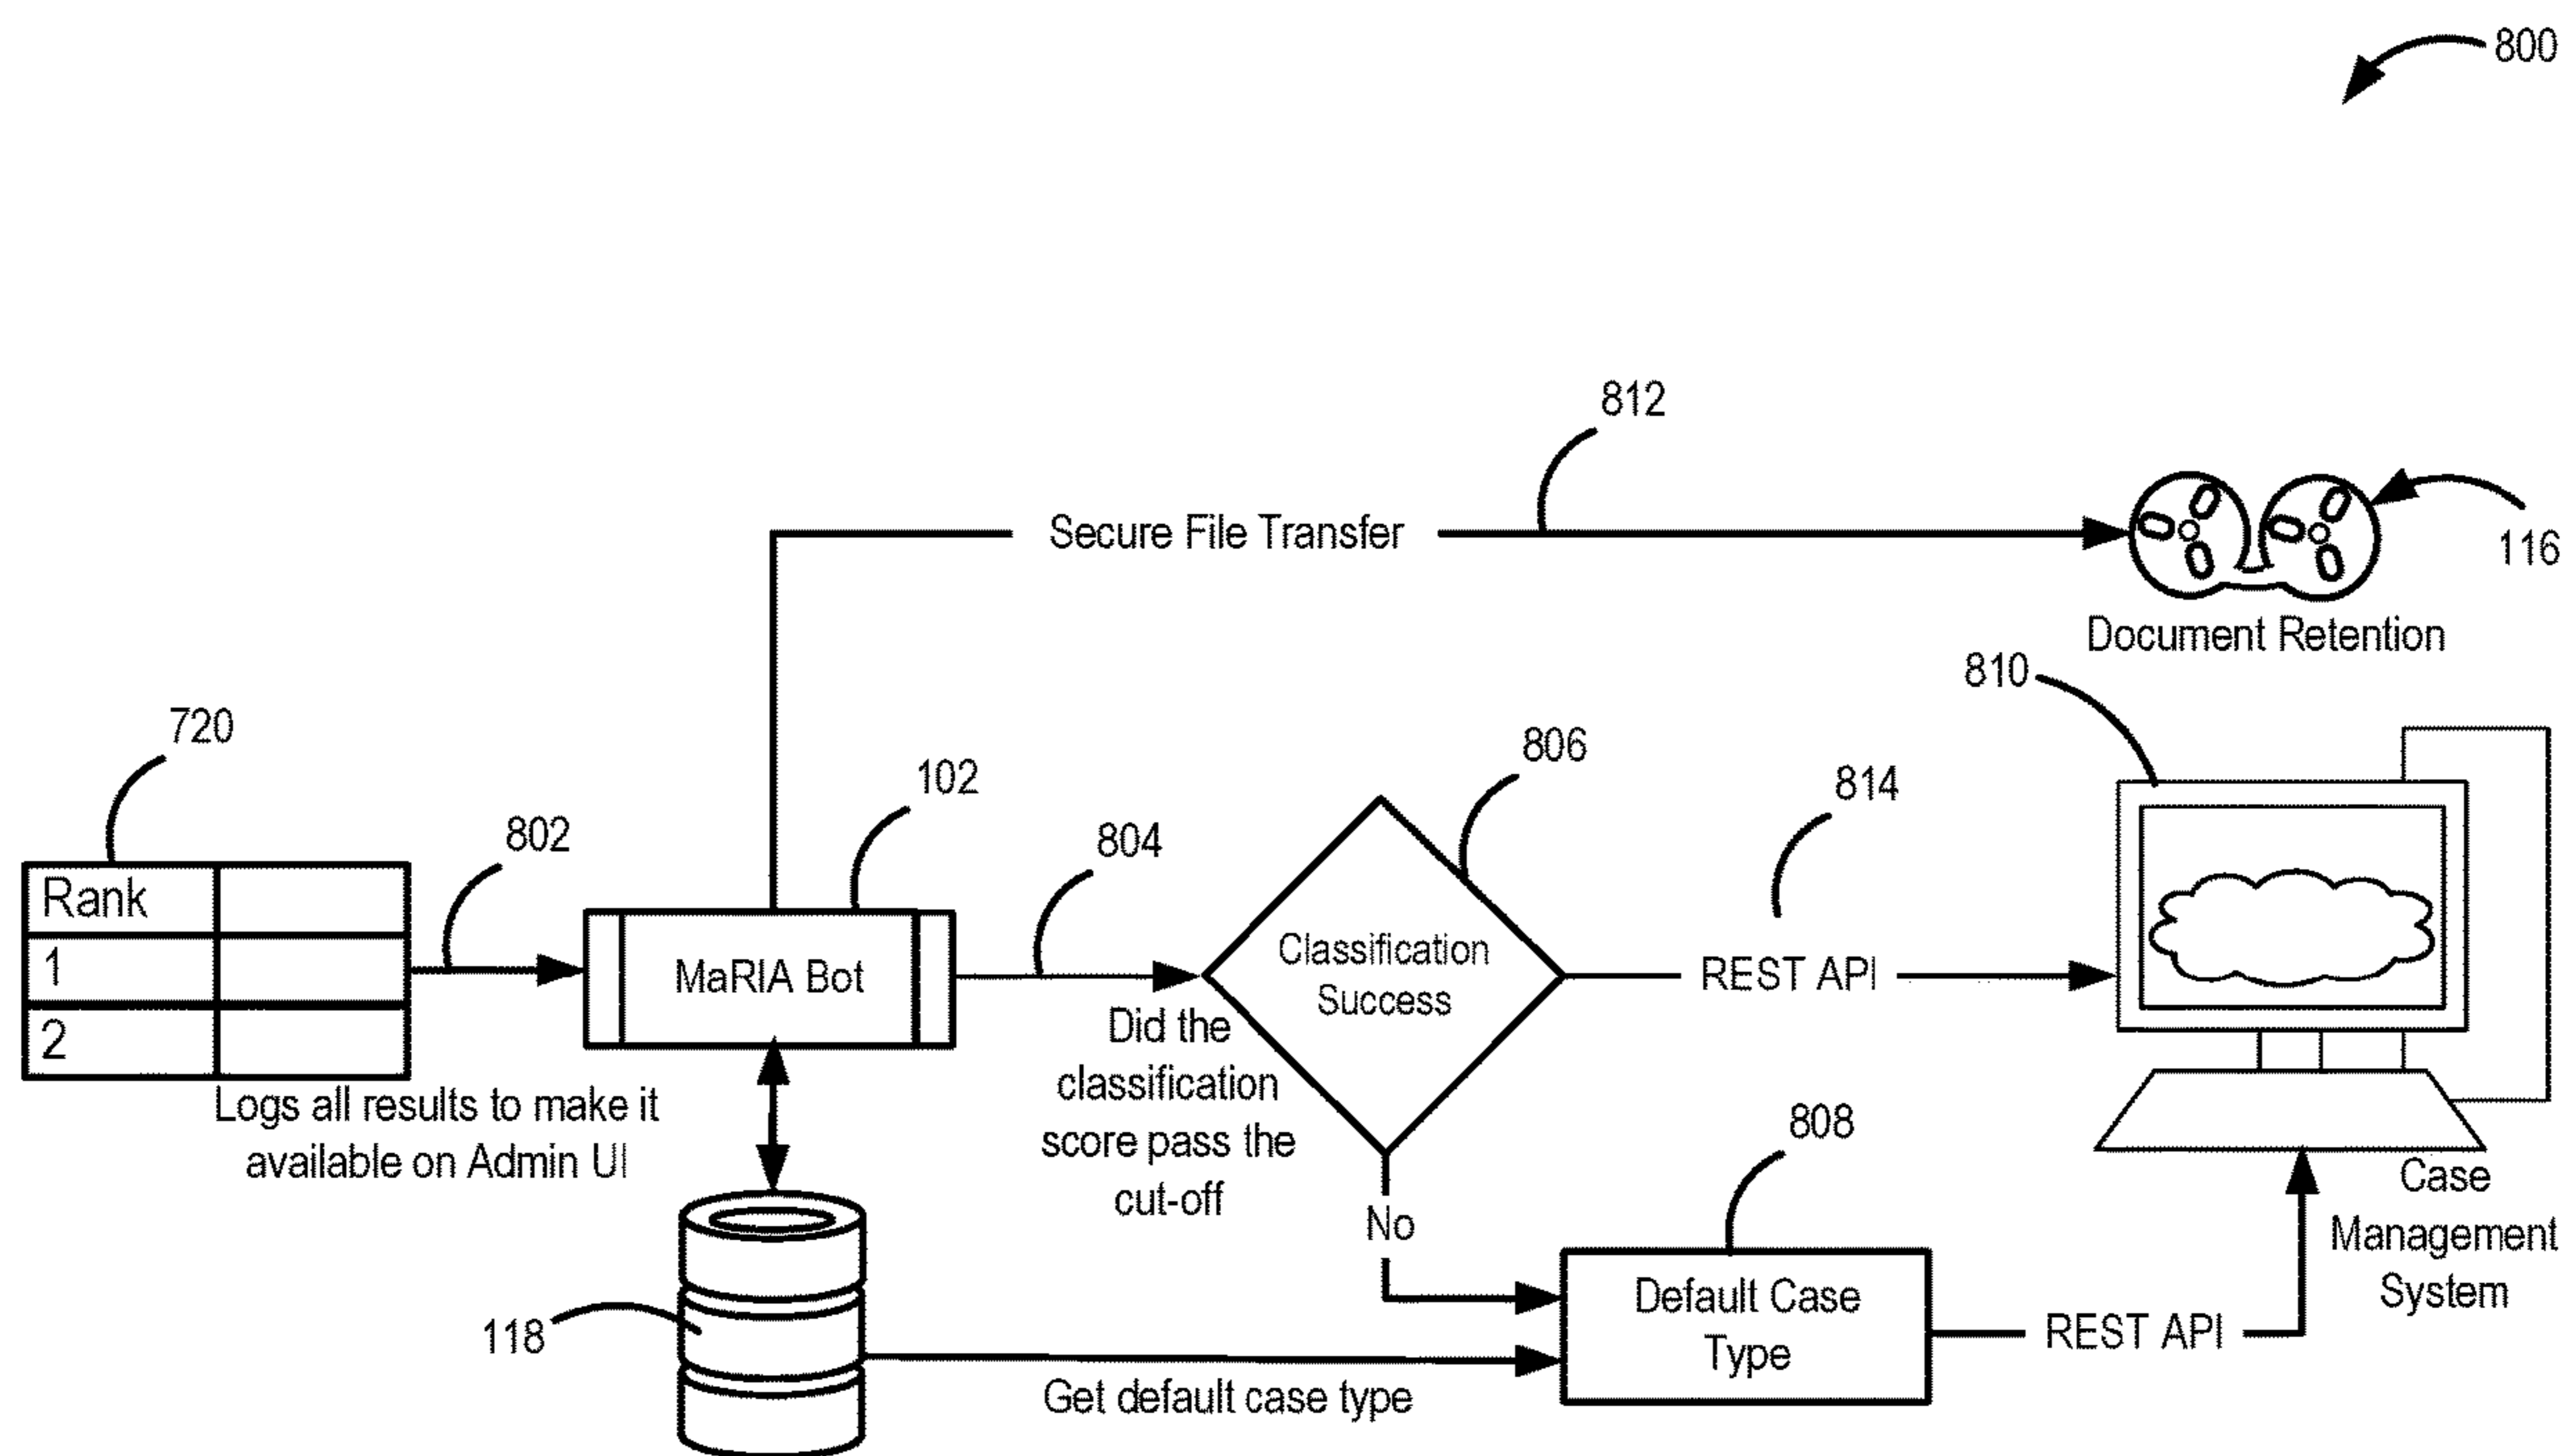 800
812
Secure File Transfer
116
Document Retention
810
720
806
102
814
802
804
Rank
1
2
MaRIA Bot
Classification
Success
REST API
Did the
classification
score pass the
cut-off
Logs all results to make it
available on Admin UI
808
Case
Management
System
No
118
Default Case
Type
REST API
Get default case type